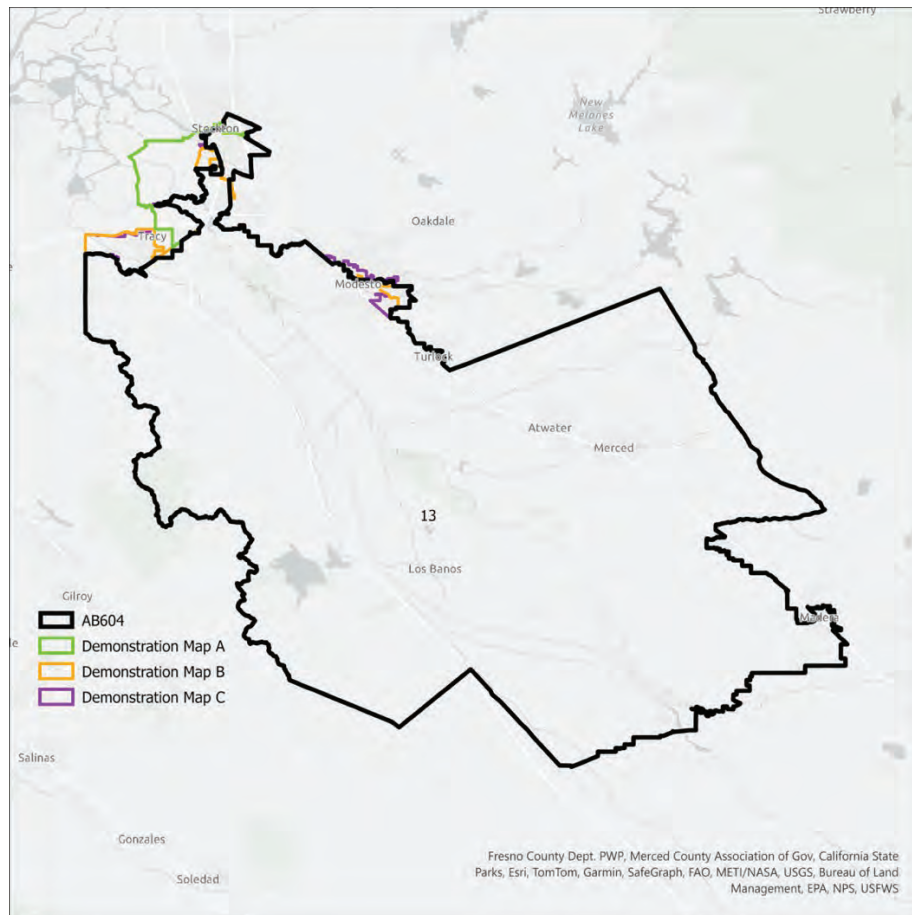 Strawberry
Stockton
New
Melones
Lake
Oakdale
Tracy
Modesto
Turlock
Atwater
Merced
13
Los Banos
Gilroy
Madera
AB604
Demonstration Map A
Demonstration Map B
Demonstration Map C
Salinas
Gonzales
Soledad
Fresno County Dept. PWP, Merced County Association of Gov, California State
Parks, Esri, TomTom, Garmin, SafeGraph, FAO, METI/NASA, USGS, Bureau of Land
Management, EPA, NPS, USFWS